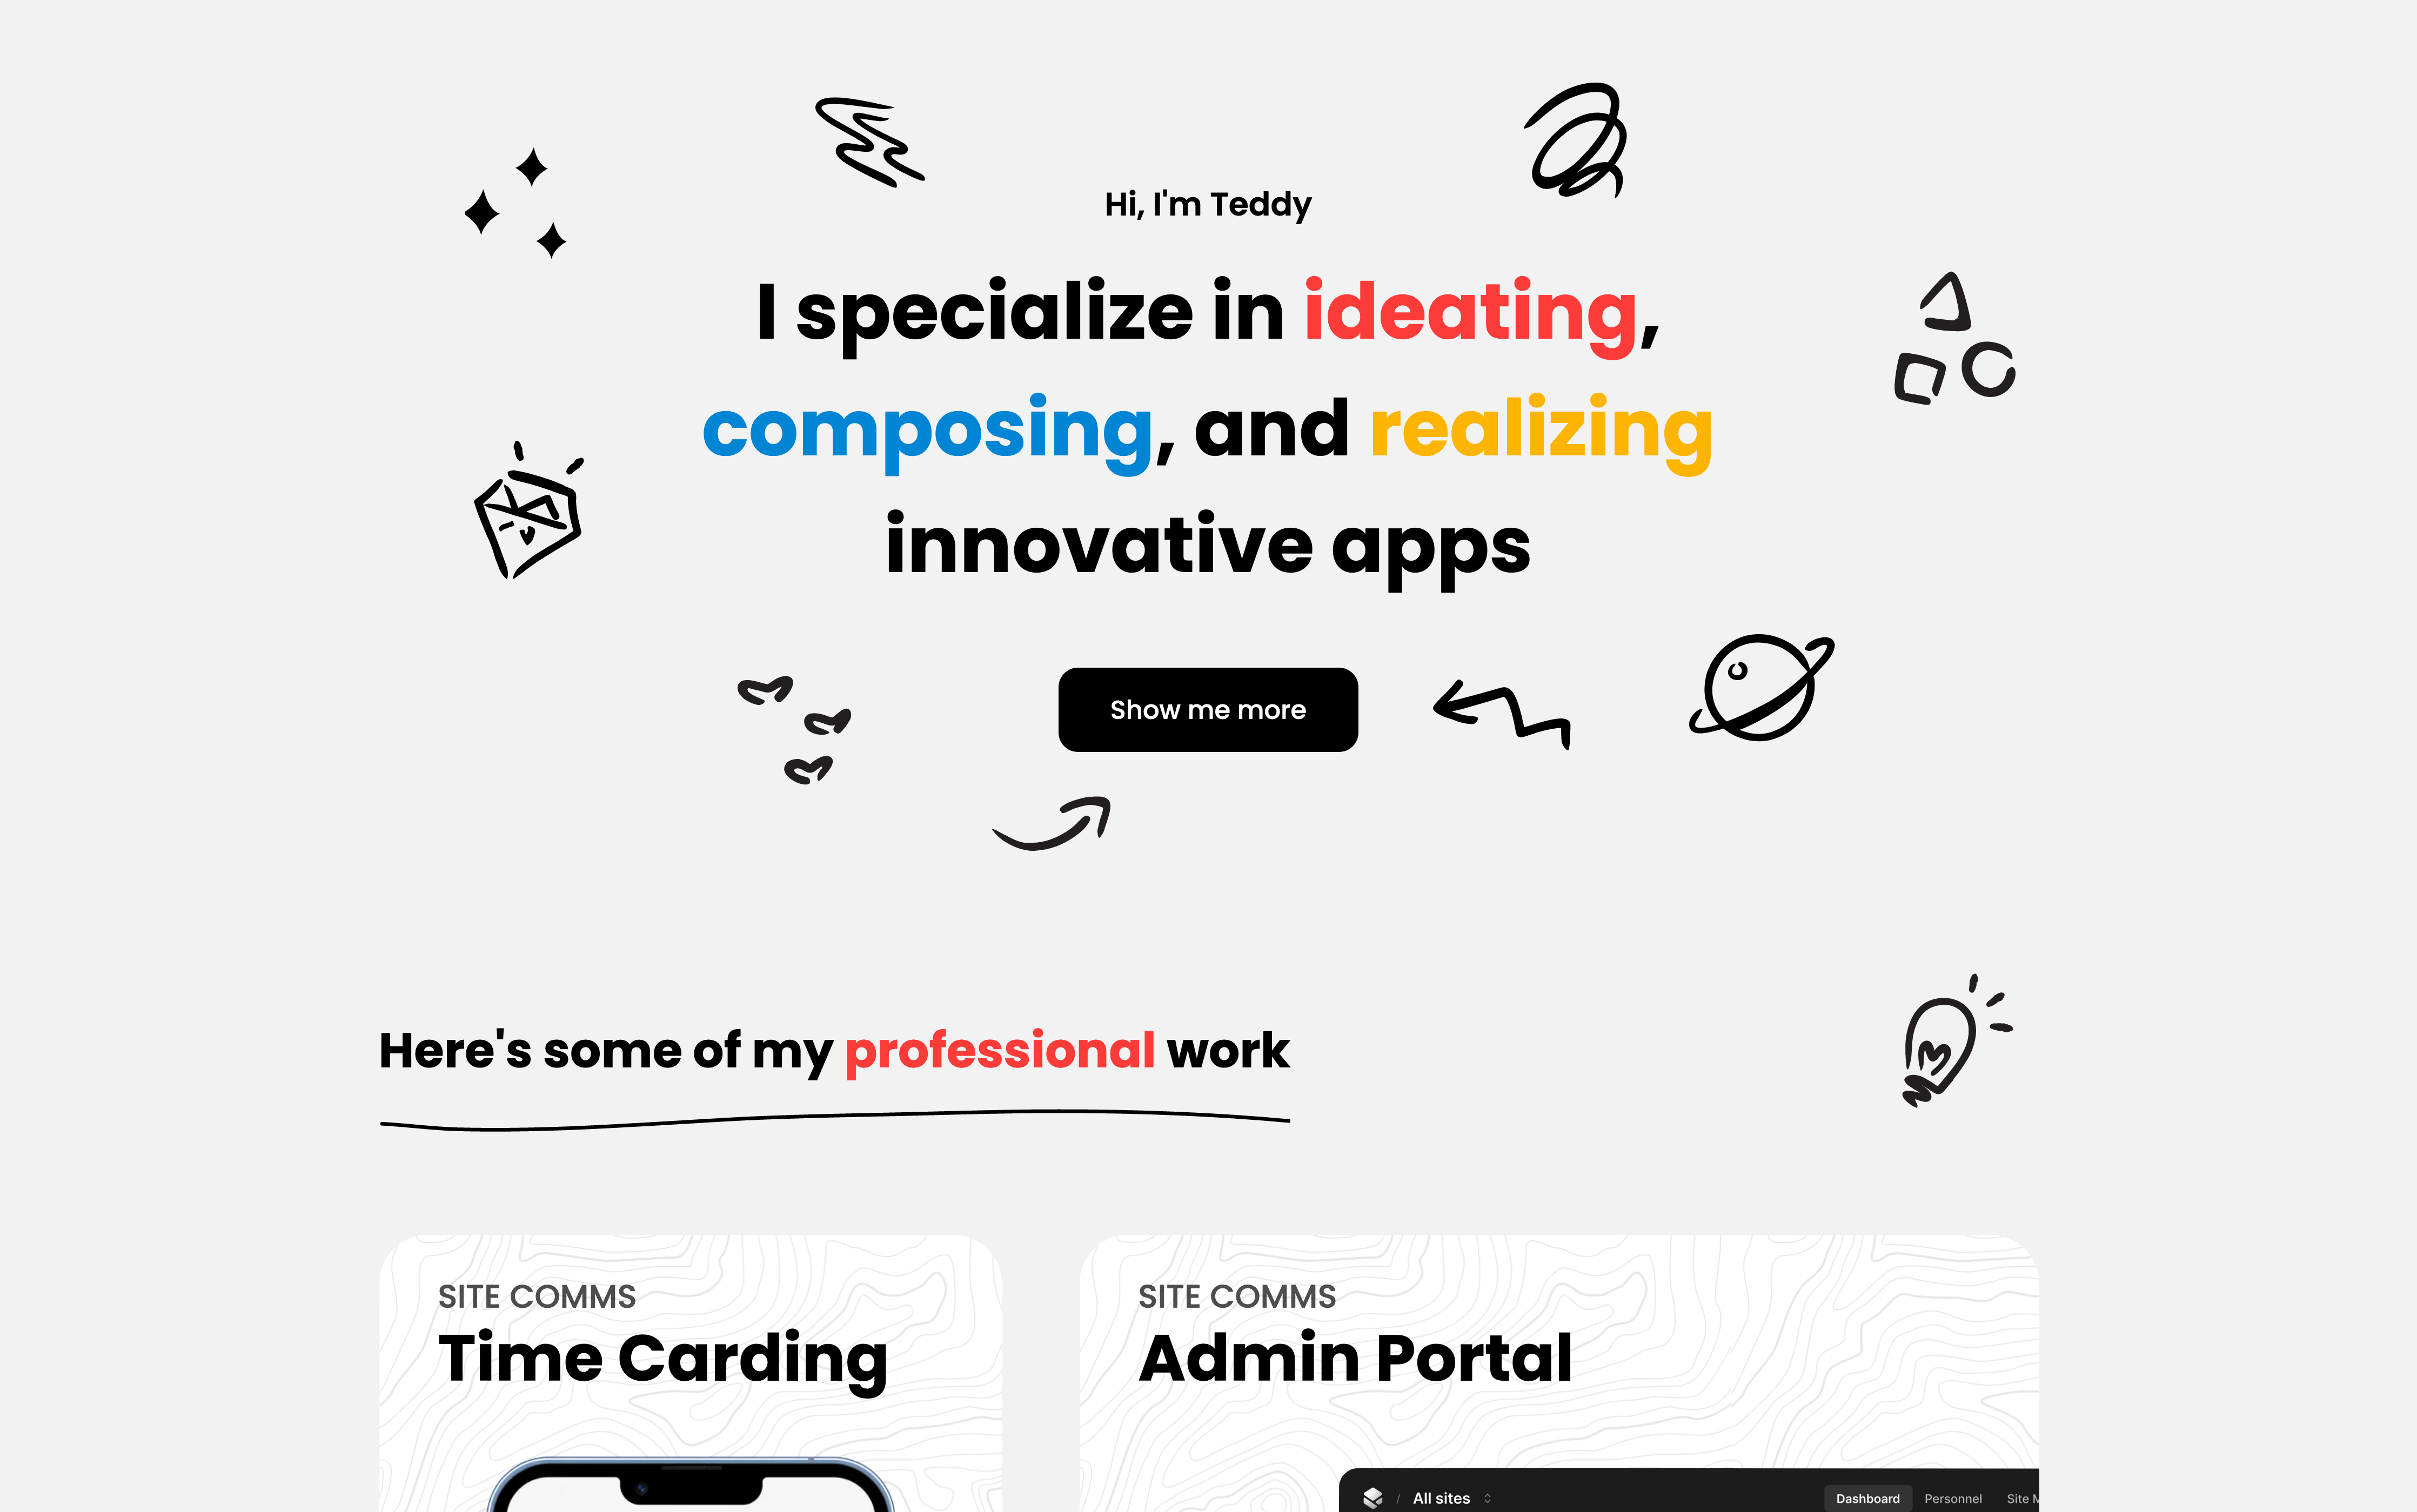 Hi, I'm Teddy
I specialize in ideating,
composing, and realizing
innovative apps
Show me more
Here's some of my professional work
SITE COMMS
Time Carding
SITE COMMS
Admin Portal
/ All sites
Dashboard Personnel Site